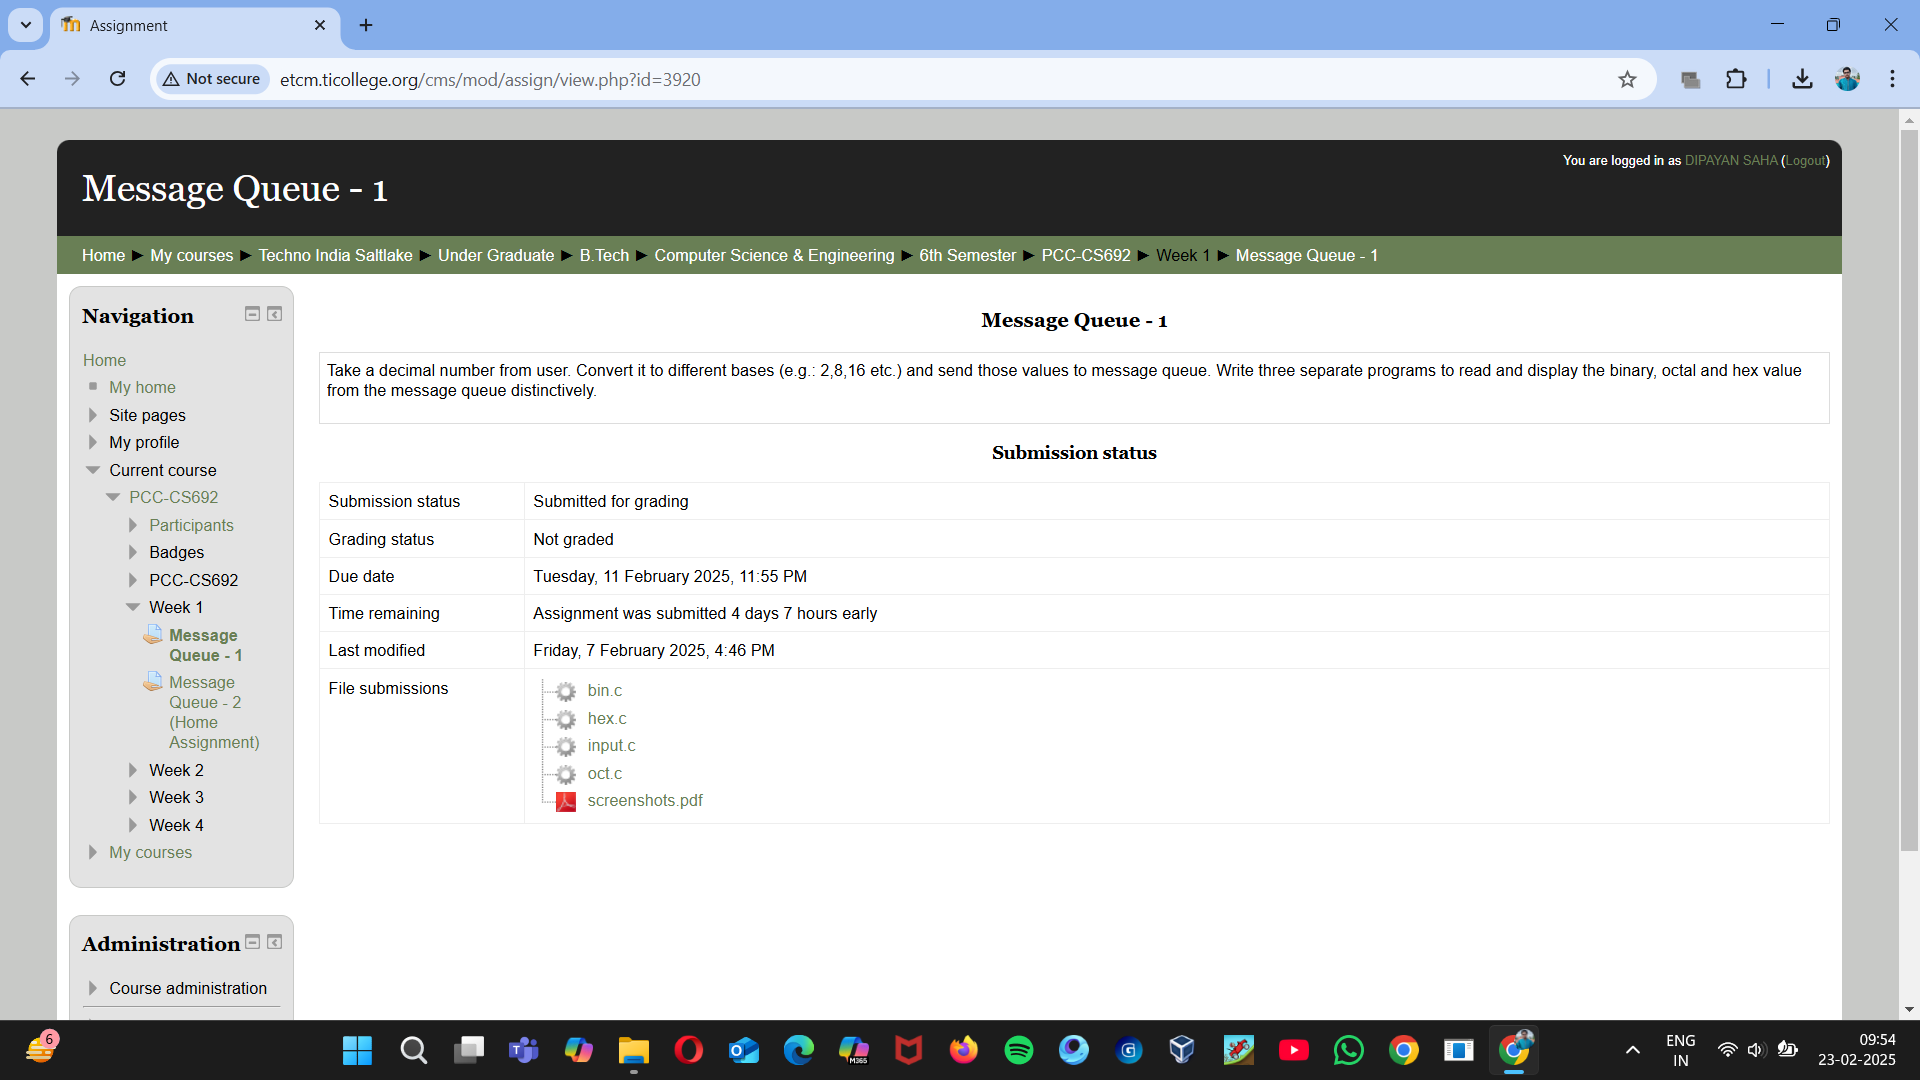 Assignment
Not secure
etcm.ticollege.org/cms/mod/assign/view.php?id=3920
You are logged in as DIPAYAN SAHA (Logout)
Message Queue - 1
Home ► My courses ► Techno India Saltlake ► Under Graduate ► B.Tech ► Computer Science & Engineering ► 6th Semester ► PCC-CS692 ► Week 1 ► Message Queue - 1
Navigation
Home
My home
Site pages
My profile
Current course
PCC-CS692
Participants
Badges
PCC-CS692
Week 1
Message
Queue - 1
Message
Queue - 2
(Home
Assignment)
Week 2
Week 3
Week 4
My courses
Administration
Course administration
Message Queue - 1
Take a decimal number from user. Convert it to different bases (e.g.: 2,8,16 etc.) and send those values to message queue. Write three separate programs to read and display the binary, octal and hex value
from the message queue distinctively.
Submission status
Submission status Submitted for grading
Grading status Not graded
Due date Tuesday, 11 February 2025, 11:55 PM
Time remaining Assignment was submitted 4 days 7 hours early
Last modified Friday, 7 February 2025, 4:46 PM
File submissions
bin.c
hex.c
input.c
oct.c
screenshots.pdf
6
M365
ENG
IN
09:54
23-02-2025